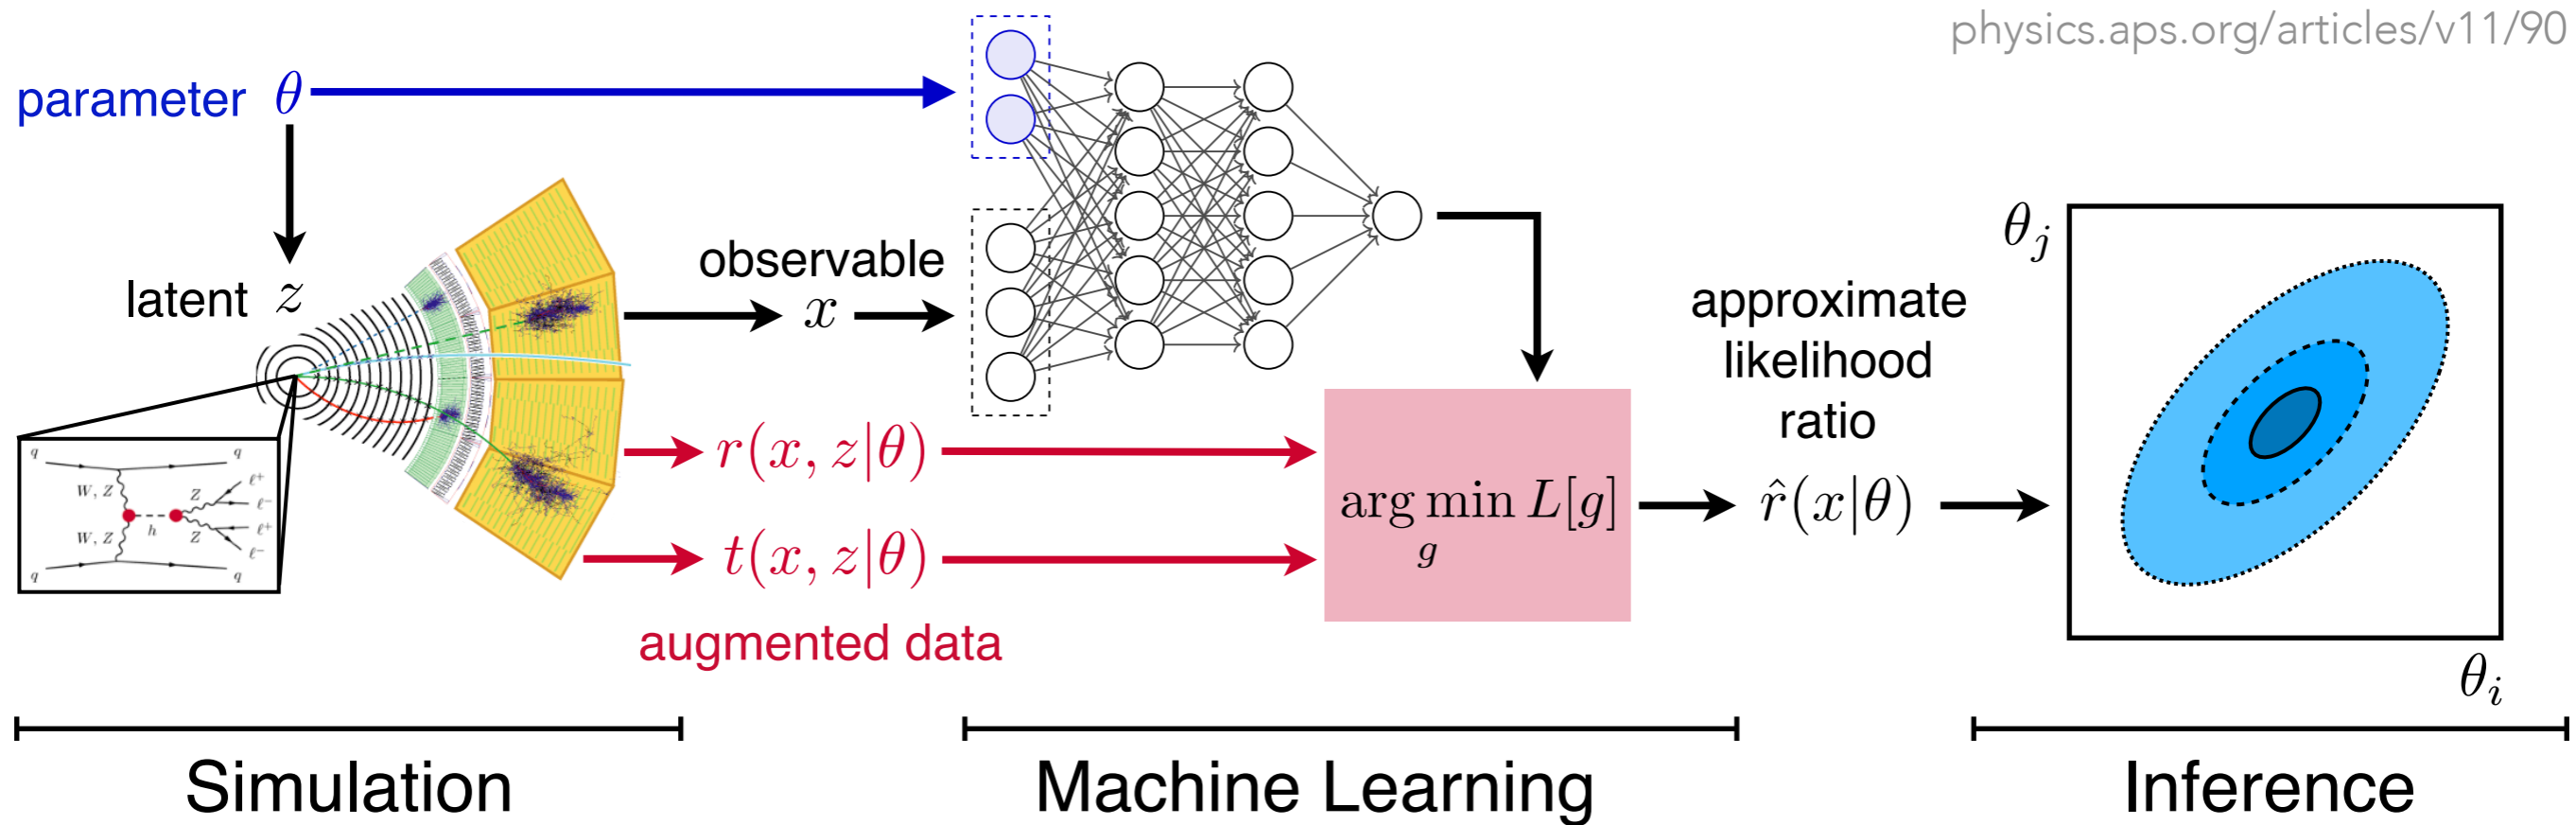 physics.aps.org/articles/v11/90
parameter θ
latent z
observable
x
r(x, z|θ)
t(x, z|θ)
augmented data
q
q
W, Z
Z
ℓ+
ℓ−
h
ℓ+
W, Z
Z
ℓ−
q
q
arg min L[g]
g
approximate
likelihood
ratio
r̂(x|θ)
θj
θi
Simulation
Machine Learning
Inference